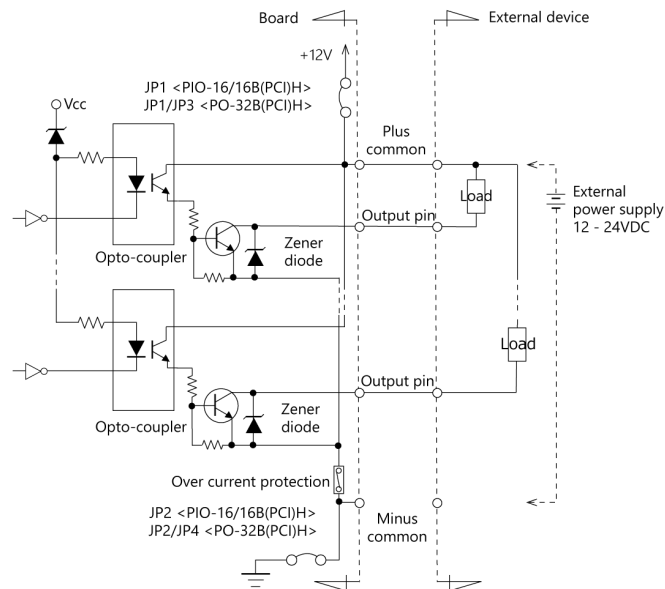 Board
External device
+12V
JP1 <PIO-16/16B(PCI)H>
JP1/JP3 <PO-32B(PCI)H>
Vcc
Plus
common
Load
External
power supply
12 - 24VDC
Output pin
Opto-coupler
Zener
diode
Load
Output pin
Opto-coupler
Zener
diode
Over current protection
JP2 <PIO-16/16B(PCI)H>
JP2/JP4 <PO-32B(PCI)H>
Minus
common